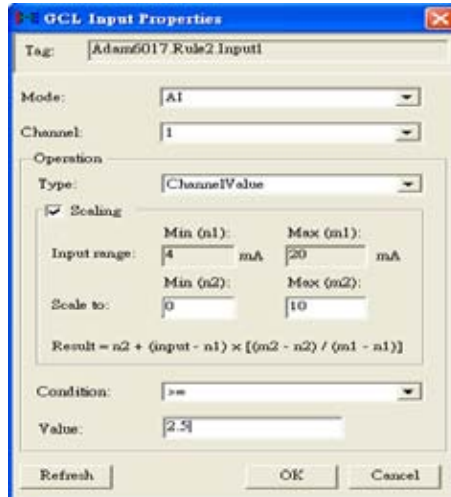 GCL Input Properties
Tag: Adam6017.Rule2.Input1
Mode: AI
Channel: 1
Operation
Type: ChannelValue
Scaling
Min (n1): Max (m1):
Input range: 4 mA 20 mA
Min (n2): Max (m2):
Scale to: 0 10
Result = n2 + (input - n1) × [(m2 - n2) / (m1 - n1)]
Condition: >=
Value: 2.5
Refresh OK Cancel